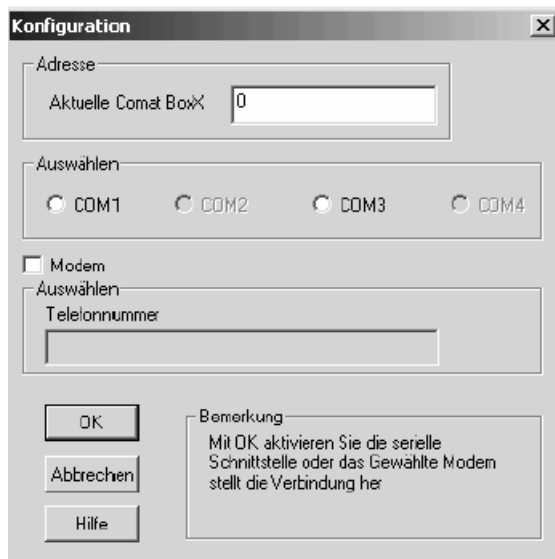 Konfiguration
Adresse
Aktuelle Comat BoxX 0
Auswählen
COM1 COM2 COM3 COM4
Modem
Auswählen
Telelonnummer
OK
Abbrechen
Hilfe
Bemerkung
Mit OK aktivieren Sie die serielle
Schnittstelle oder das Gewählte Modem
stellt die Verbindung her